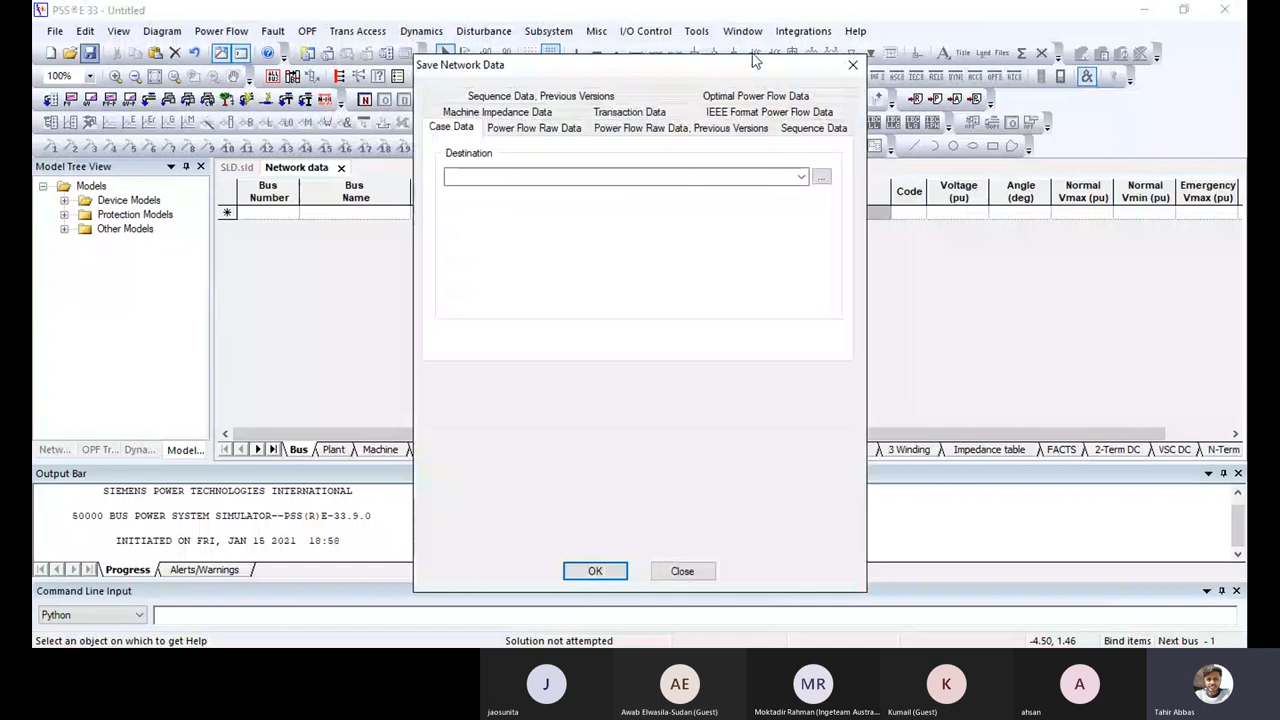 PSS®E 33 - Untitled
File Edit View Diagram Power Flow Fault OPF Trans Access Dynamics Disturbance Subsystem Misc I/O Control Tools Window Integrations Help
100%
Model Tree View
Models
Device Models
Protection Models
Other Models
Netw... OPF Tr... Dyna... Model...
SLD.sld Network data
Bus Number
Bus Name
Code
Voltage (pu)
Angle (deg)
Normal Vmax (pu)
Normal Vmin (pu)
Emergency Vmax (pu)
Save Network Data
Sequence Data, Previous Versions Optimal Power Flow Data
Machine Impedance Data Transaction Data IEEE Format Power Flow Data
Case Data Power Flow Raw Data Power Flow Raw Data, Previous Versions Sequence Data
Destination
...
OK Close
Bus Plant Machine 3 Winding Impedance table FACTS 2-Term DC VSC DC N-Term
Output Bar
SIEMENS POWER TECHNOLOGIES INTERNATIONAL
50000 BUS POWER SYSTEM SIMULATOR--PSS(R)E-33.9.0
INITIATED ON FRI, JAN 15 2021 18:58
Progress Alerts/Warnings
Command Line Input
Python
Select an object on which to get Help Solution not attempted -4.50, 1.46 Bind items Next bus - 1
J AE MR K A
jaosunita Awab Elwasila-Sudan (Guest) Moktadir Rahman (Ingeteam Austra... Kumail (Guest) ahsan Tahir Abbas